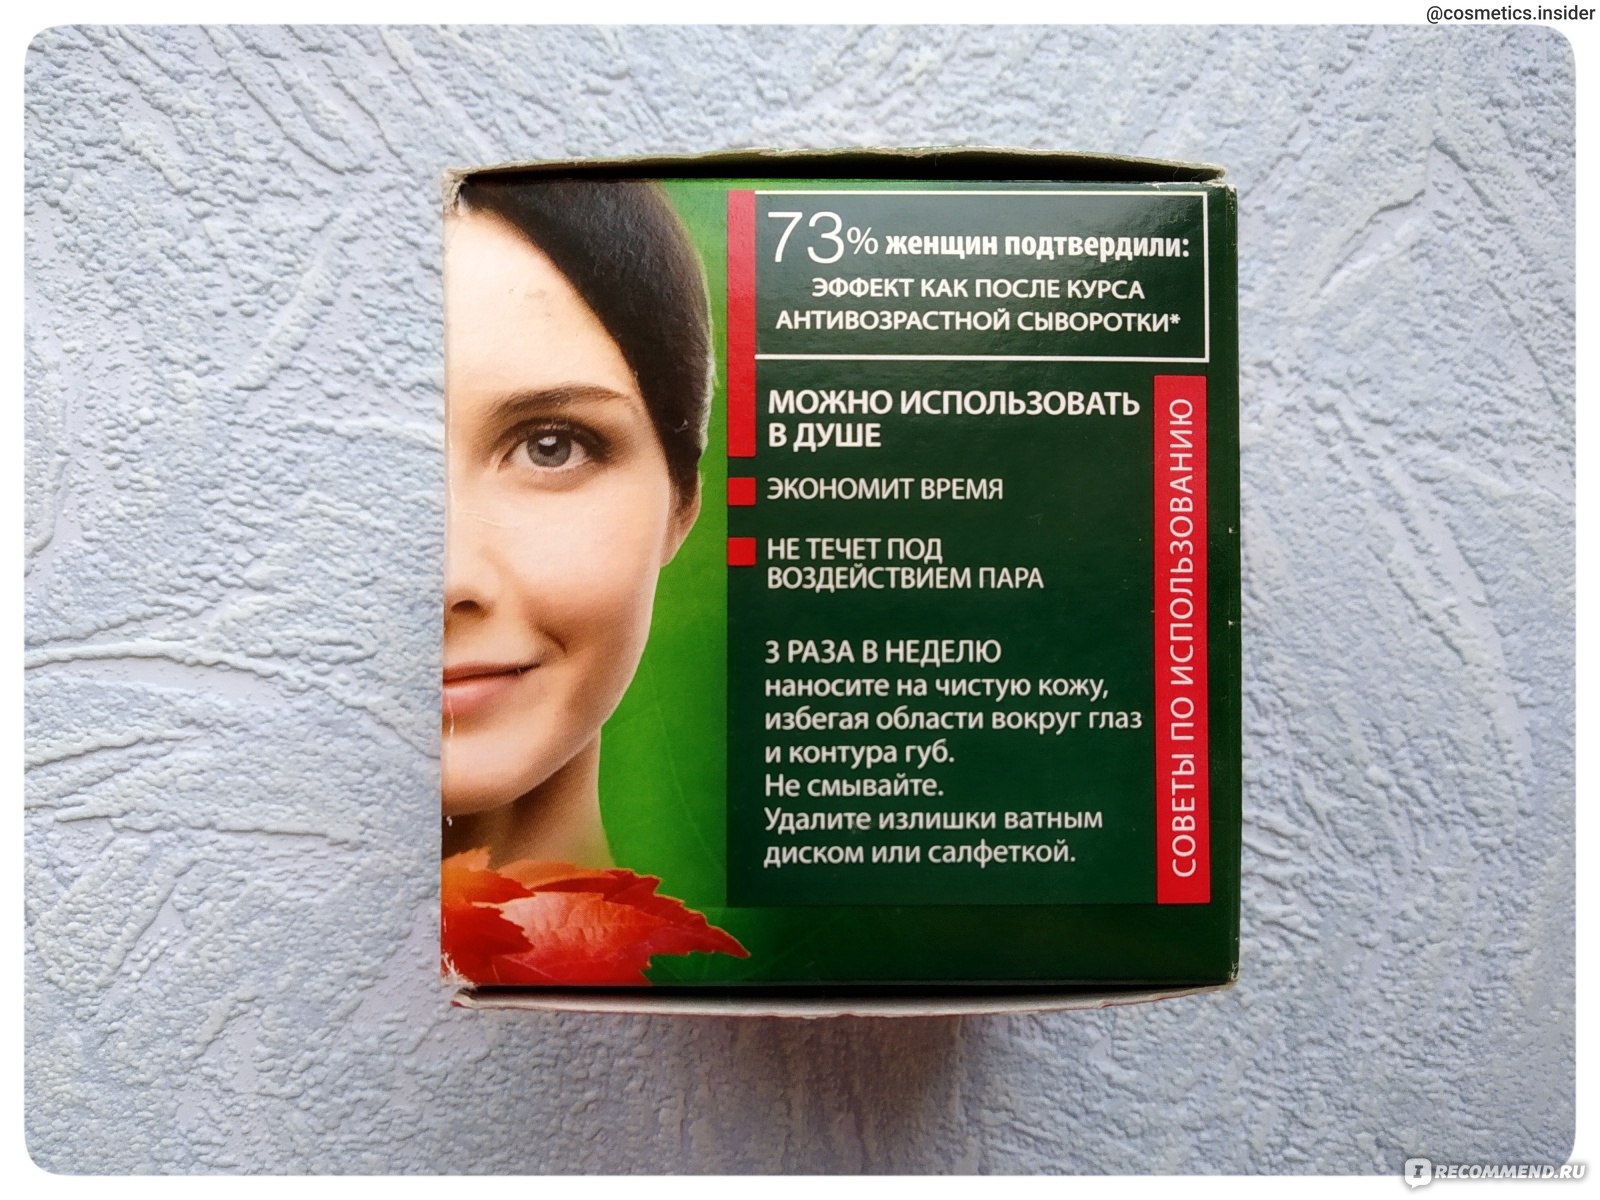 @cosmetics.insider
73% женщин подтвердили:
ЭФФЕКТ КАК ПОСЛЕ КУРСА
АНТИВОЗРАСТНОЙ СЫВОРОТКИ*
МОЖНО ИСПОЛЬЗОВАТЬ
В ДУШЕ
ЭКОНОМИТ ВРЕМЯ
НЕ ТЕЧЕТ ПОД
ВОЗДЕЙСТВИЕМ ПАРА
3 РАЗА В НЕДЕЛЮ
наносите на чистую кожу,
избегая области вокруг глаз
и контура губ.
Не смывайте.
Удалите излишки ватным
диском или салфеткой.
СОВЕТЫ ПО ИСПОЛЬЗОВАНИЮ
IRECOMMEND.RU